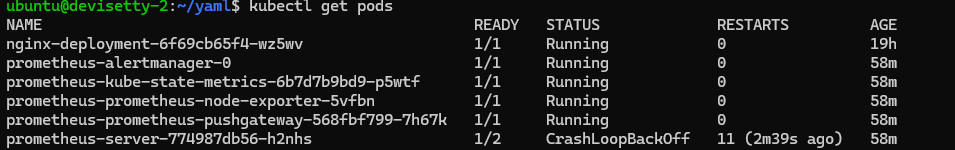 ubuntu@devisetty-2:~/yaml$ kubectl get pods
NAME READY STATUS RESTARTS AGE
nginx-deployment-6f69cb65f4-wz5wv 1/1 Running 0 19h
prometheus-alertmanager-0 1/1 Running 0 58m
prometheus-kube-state-metrics-6b7d7b9bd9-p5wtf 1/1 Running 0 58m
prometheus-prometheus-node-exporter-5vfbn 1/1 Running 0 58m
prometheus-prometheus-pushgateway-568fbf799-7h67k 1/1 Running 0 58m
prometheus-server-774987db56-h2nhs 1/2 CrashLoopBackOff 11 (2m39s ago) 58m